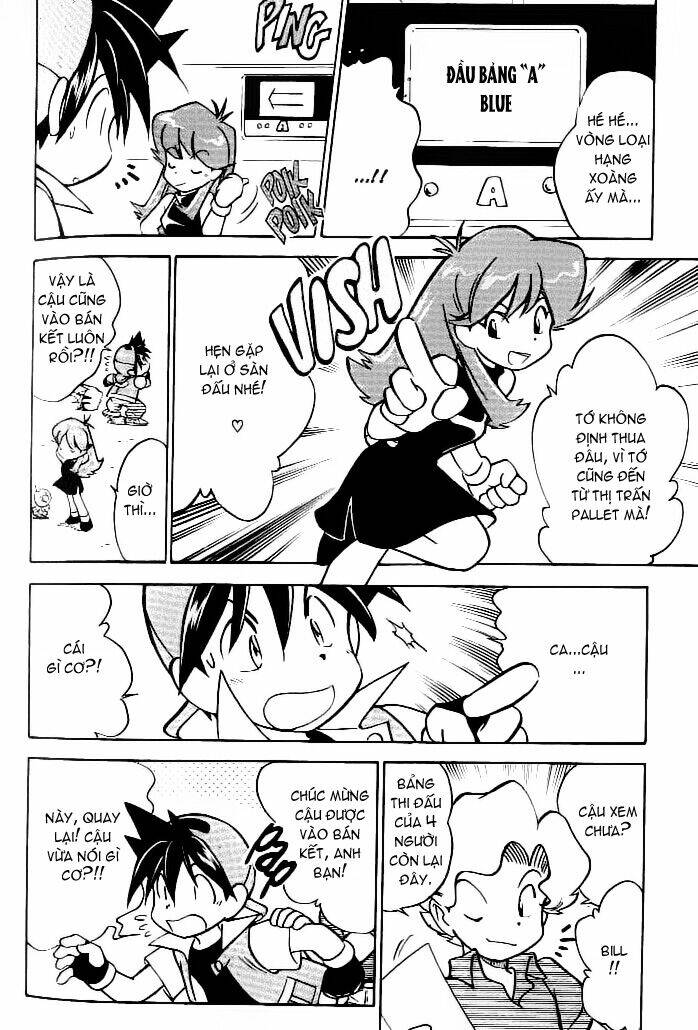 ĐẦU BẢNG "A"
BLUE
A
HÉ HÉ...
VÒNG LOẠI
HẠNG
XOÀNG
ẤY MÀ...
...!!
PING
A
POIK
POIK
TỚ KHÔNG
ĐỊNH THUA
ĐÂU, VÌ TỚ
CŨNG ĐẾN
TỪ THỊ TRẤN
PALLET MÀ!
VISH
HẸN GẶP
LẠI Ở SÀN
ĐẤU NHÉ!
♡
VẬY LÀ
CẬU CŨNG
VÀO BÁN
KẾT LUÔN
RỒI?!!
GIỜ
THÌ...
CA...CẬU
...
CÁI
GÌ CƠ?!
CẬU XEM
CHƯA?
BILL
!!
BẢNG
THI ĐẤU
CỦA 4
NGƯỜI
CÒN LẠI
ĐÂY.
CHÚC MỪNG
CẬU ĐƯỢC
VÀO BÁN
KẾT, ANH
BẠN!
PAP
NÀY, QUAY
LẠI! CẬU
VỪA NÓI GÌ
CƠ?!!